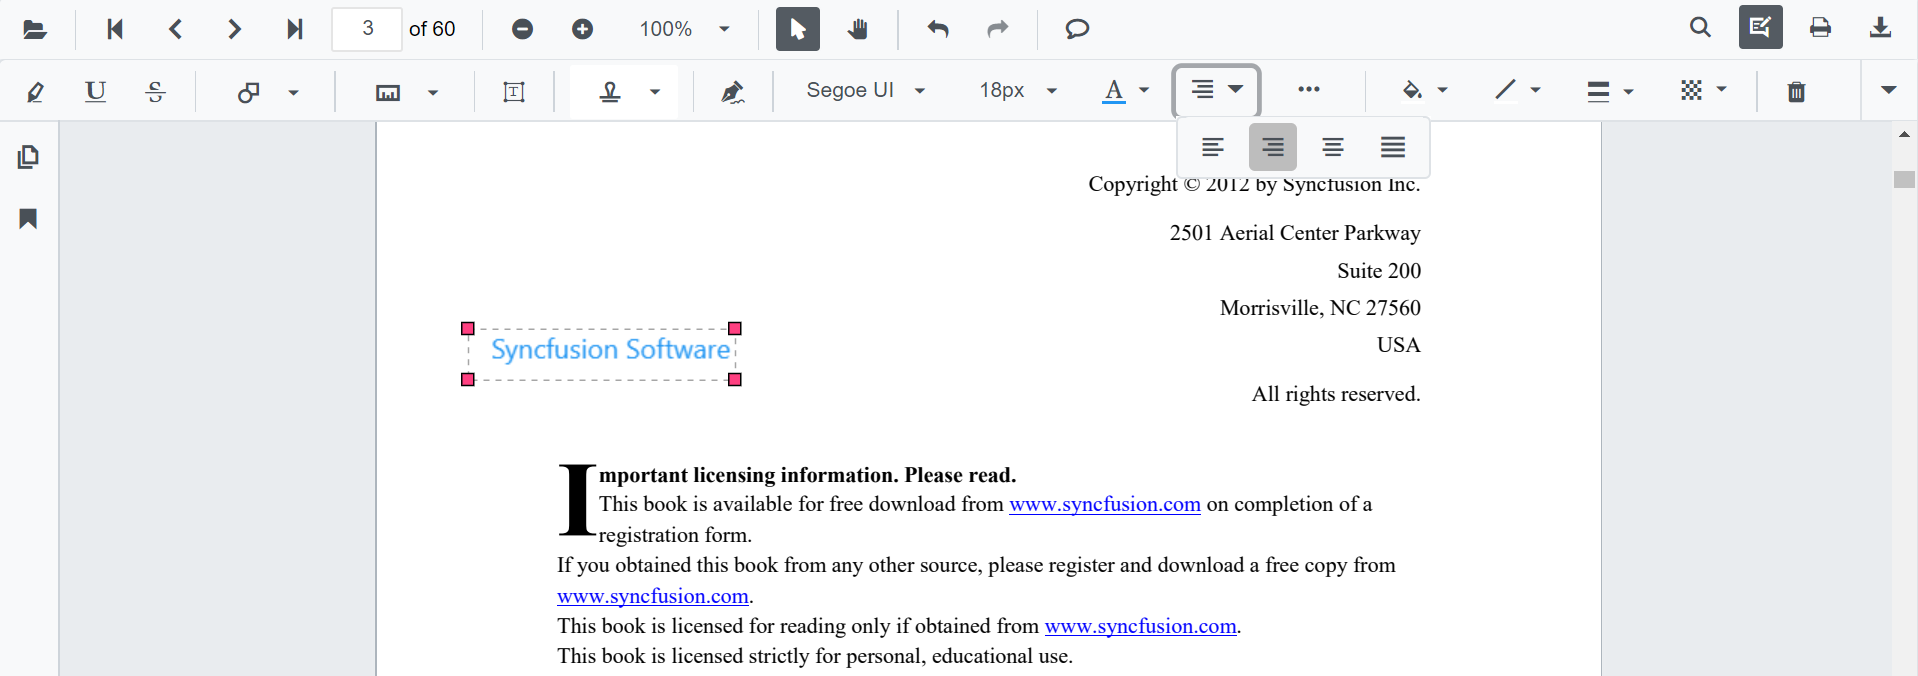 3 of 60 100%
U S T Segoe UI 18px A
Copyright © 2012 by Syncfusion Inc.
2501 Aerial Center Parkway
Suite 200
Morrisville, NC 27560
USA
Syncfusion Software
All rights reserved.
Important licensing information. Please read.
This book is available for free download from www.syncfusion.com on completion of a
registration form.
If you obtained this book from any other source, please register and download a free copy from
www.syncfusion.com.
This book is licensed for reading only if obtained from www.syncfusion.com.
This book is licensed strictly for personal, educational use.